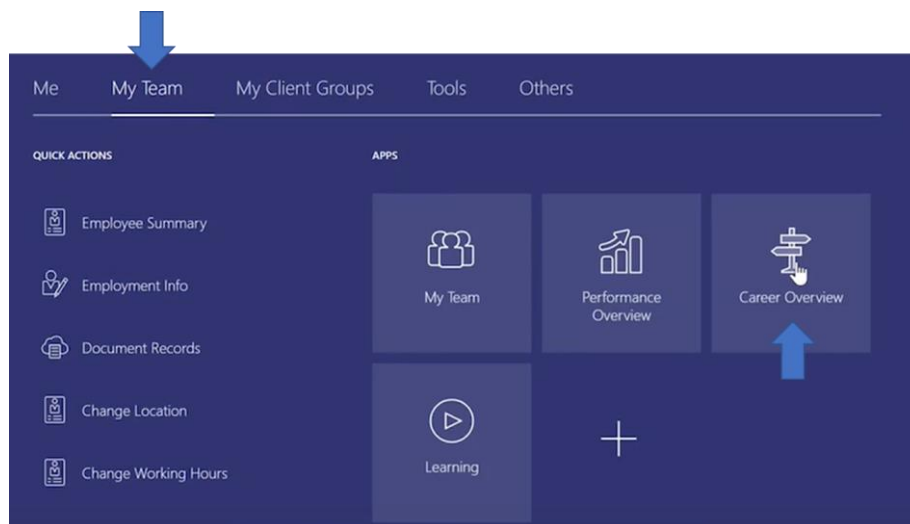 Me My Team My Client Groups Tools Others
QUICK ACTIONS
Employee Summary
Employment Info
Document Records
Change Location
Change Working Hours
APPS
My Team
Performance
Overview
Career Overview
Learning